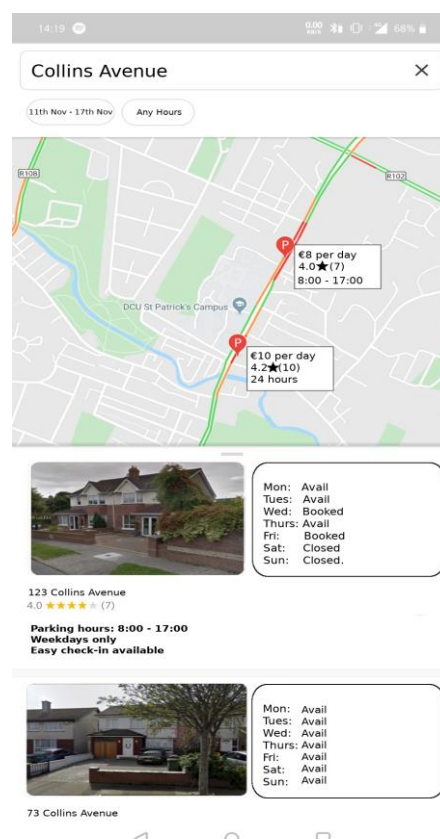 14:19
0.00
KB/S
4G
68%
Collins Avenue
11th Nov - 17th Nov
Any Hours
R108
R102
P
€8 per day
4.0★(7)
8:00 - 17:00
DCU St Patrick's Campus
P
€10 per day
4.2★(10)
24 hours
Mon: Avail
Tues: Avail
Wed: Booked
Thurs: Avail
Fri: Booked
Sat: Closed
Sun: Closed.
123 Collins Avenue
4.0 ★★★★★ (7)
Parking hours: 8:00 - 17:00
Weekdays only
Easy check-in available
Mon: Avail
Tues: Avail
Wed: Avail
Thurs: Avail
Fri: Avail
Sat: Avail
Sun: Avail
73 Collins Avenue